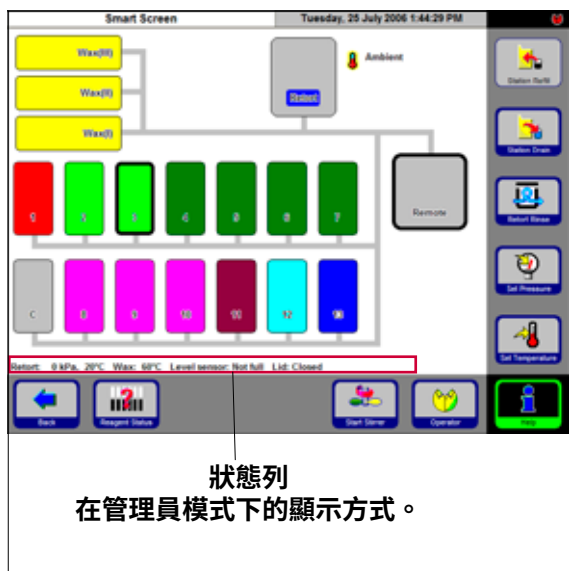 Smart Screen
Tuesday, 25 July 2006 1:44:29 PM
Wax(III)
Wax(II)
Wax(I)
Retort
Ambient
Remote
1
2
3
4
5
6
7
C
8
9
10
11
12
13
Retort: 0 kPa, 20°C Wax: 60°C Level sensor: Not full Lid: Closed
Station Refill
Station Drain
Retort Rinse
Set Pressure
Set Temperature
Back
Reagent Status
Start Stirrer
Operator
Help
狀態列
在管理員模式下的顯示方式。